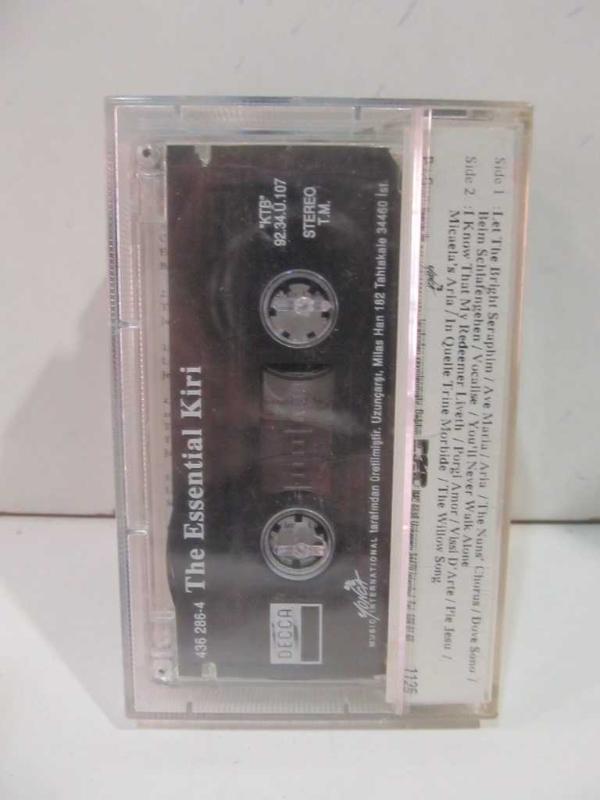 436 286-4 The Essential Kiri
"KTB"
92.34.U.107
STEREO
T.M.
DECCA
YONCA
MUSIC INTERNATIONAL tarafından üretilmiştir. Uzunçarşı, Milas Han 182 Tahtakale 34460 İst.
Side 1 : Let The Bright Seraphim / Ave Maria / Aria / The Nuns' Chorus / Dove Sono /
Beim Schlafengehen / Vocalise / You'll Never Walk Alone
Side 2 : I Know That My Redeemer Liveth / Porgi Amor / Vissi D'Arte / Pie Jesu /
Micaela's Aria / In Quelle Trine Morbide / The Willow Song
1126